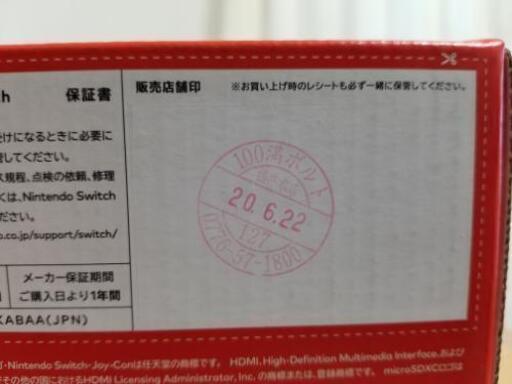 h 保証書
販売店舗印 ※お買い上げ時のレシートも必ず一緒に保管してください。
受けになるときに必要に
管してください。
規程、点検の依頼、修理
くは、Nintendo Switch
ください。
o.co.jp/support/switch/
メーカー保証期間
ご購入日より1年間
KABAA(JPN)
100満ボルト
20.6.22
127
0776-57-1800
・Nintendo Switch・Joy-Conは任天堂の商標です。 HDMI、High-Definition Multimedia Interface、および
その他の国におけるHDMI Licensing Administrator, Inc. の商標または、登録商標です。 microSDXCロゴは